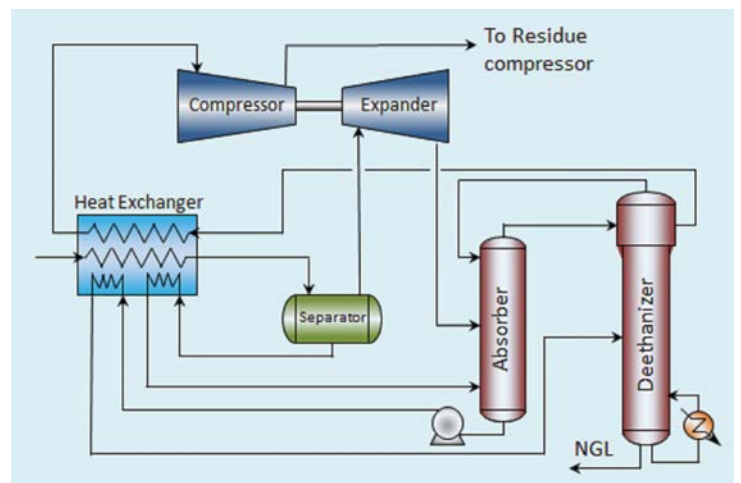 To Residue
compressor
Compressor
Expander
Heat Exchanger
Separator
Absorber
Deethanizer
NGL